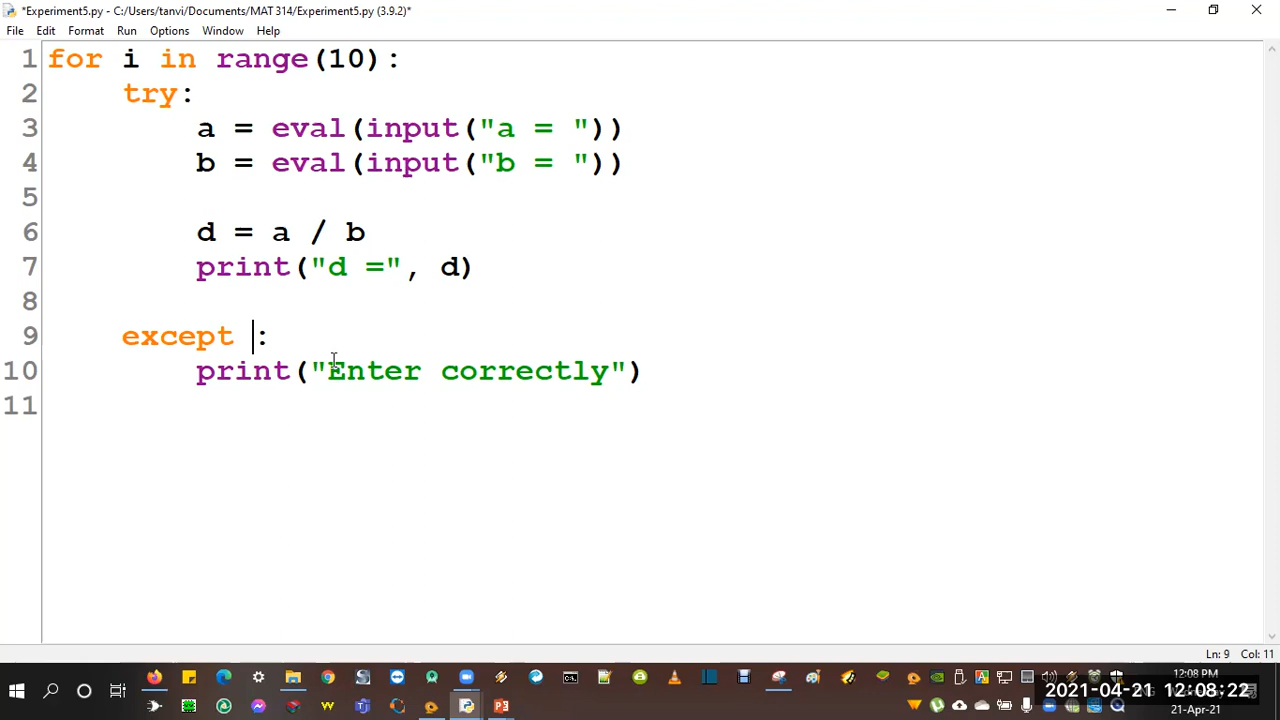 *Experiment5.py - C:/Users/tanvi/Documents/MAT314/Experiment5.py (3.9.2)*
File Edit Format Run Options Window Help
1 for i in range(10):
2     try:
3         a = eval(input("a = "))
4         b = eval(input("b = "))
5
6         d = a / b
7         print("d =", d)
8
9     except :
10         print("Enter correctly")
11
Ln: 9 Col: 11
12:08 PM
2021-04-21 12:08:22
21-Apr-21